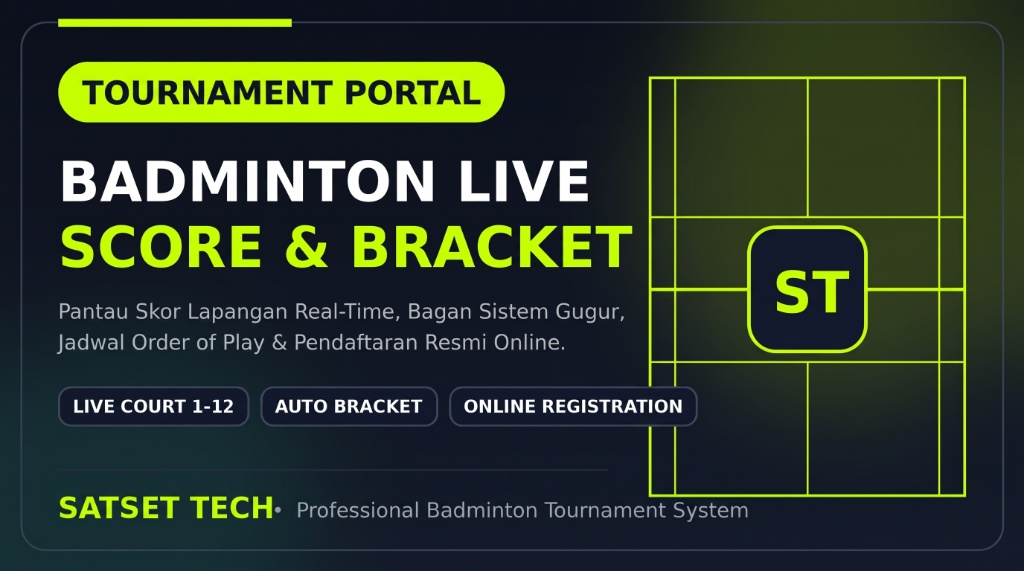 TOURNAMENT PORTAL
BADMINTON LIVE
SCORE & BRACKET
Pantau Skor Lapangan Real-Time, Bagan Sistem Gugur,
Jadwal Order of Play & Pendaftaran Resmi Online.
LIVE COURT 1-12
AUTO BRACKET
ONLINE REGISTRATION
SATSET TECH • Professional Badminton Tournament System
ST